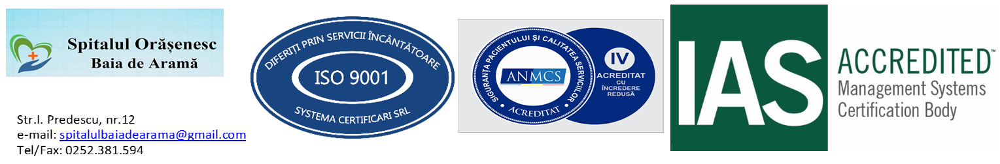 Spitalul Orășenesc
Baia de Aramă
Str.I. Predescu, nr.12
e-mail: spitalulbaiadearama@gmail.com
Tel/Fax: 0252.381.594
DIFERIȚI PRIN SERVICII ÎNCÂNTĂTOARE
ISO 9001
SYSTEMA CERTIFICARI SRL
SIGURANȚA PACIENTULUI ȘI CALITATEA SERVICIILOR
ANMCS
• ACREDITAT •
IV
ACREDITAT
CU
ÎNCREDERE
REDUSĂ
IAS
ACCREDITED™
Management Systems
Certification Body